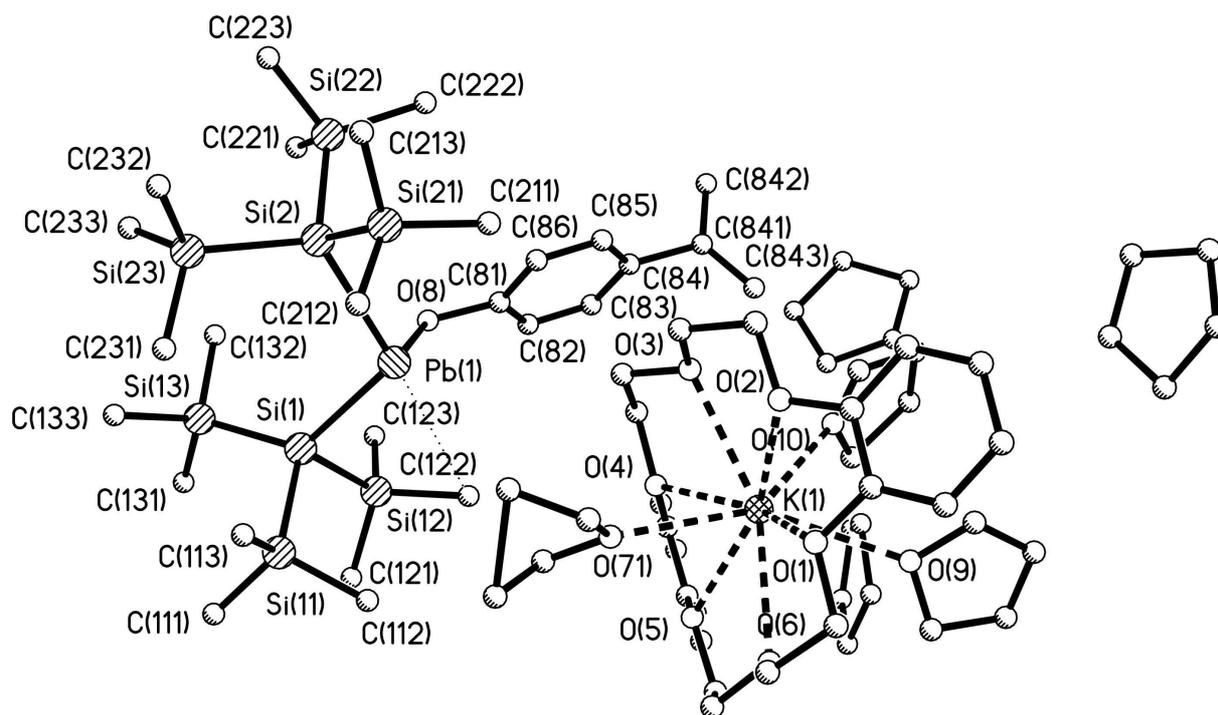 C(223)
Si(22)
C(222)
C(221)
C(213)
C(232)
Si(21)
C(211)
C(842)
C(233)
Si(2)
C(86)
C(85)
C(841)
Si(23)
C(81)
C(84)
C(843)
O(8)
C(83)
C(212)
C(231)
C(132)
C(82)
O(3)
Si(13)
Pb(1)
O(2)
C(133)
Si(1)
C(123)
O(10)
C(122)
O(4)
C(131)
K(1)
Si(12)
C(113)
O(71)
O(1)
C(121)
O(9)
Si(11)
C(111)
C(112)
O(5)
O(6)